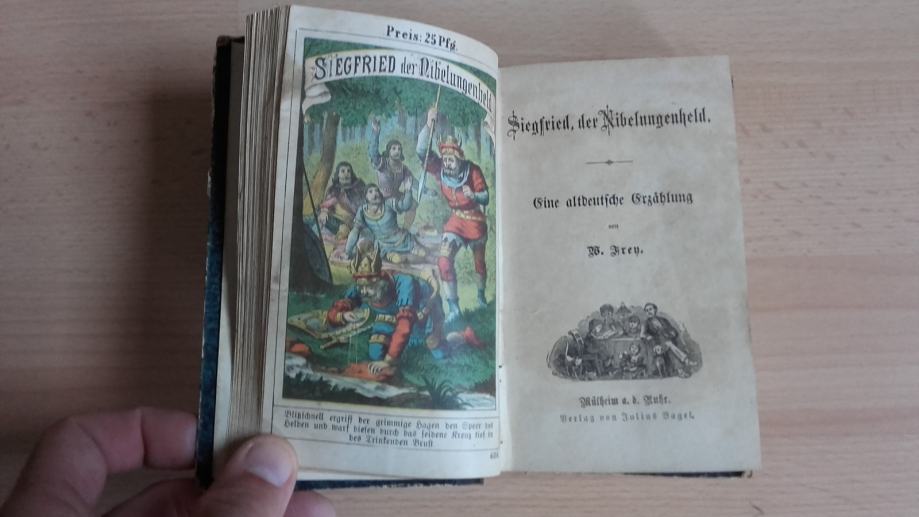 Preis: 25 Pfg.
SIEGFRIED der Nibelungenheld
Blitzschnell ergriff der grimmige Hagen den Speer des
Helden und warf diesen durch das seidene Kreuz tief in
des Trinkenden Brust
Siegfried, der Nibelungenheld.
Eine altdeutsche Erzählung
von
W. Frey.
Mülheim a. d. Ruhr.
Verlag von Julius Bagel.